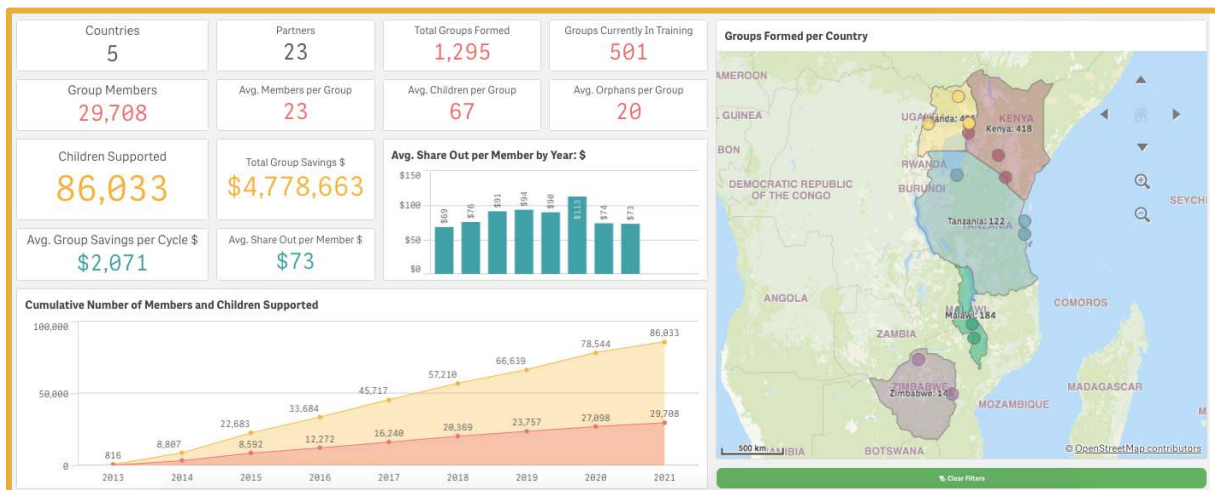 Countries
5
Partners
23
Total Groups Formed
1,295
Groups Currently In Training
501
Group Members
29,708
Avg. Members per Group
23
Avg. Children per Group
67
Avg. Orphans per Group
20
Children Supported
86,033
Total Group Savings $
$4,778,663
Avg. Group Savings per Cycle $
$2,071
Avg. Share Out per Member $
$73
Avg. Share Out per Member by Year: $
$150
$100
$50
$0
$69
$76
$91
$94
$90
$113
$74
$73
Cumulative Number of Members and Children Supported
100,000
50,000
0
816
8,807
22,683
33,684
45,717
57,210
66,639
78,544
86,033
8,592
12,272
16,240
20,369
23,757
27,098
29,708
2013
2014
2015
2016
2017
2018
2019
2020
2021
Groups Formed per Country
AMEROON
. GUINEA
BON
DEMOCRATIC REPUBLIC
OF THE CONGO
KENYA
Kenya: 418
RWANDA
BURUNDI
Tanzania: 122
SEYCH
ANGOLA
Malawi: 184
COMOROS
ZAMBIA
ZIMBABWE
MOZAMBIQUE
MADAGASCAR
BOTSWANA
500 km
© OpenStreetMap contributors
Clear Filters